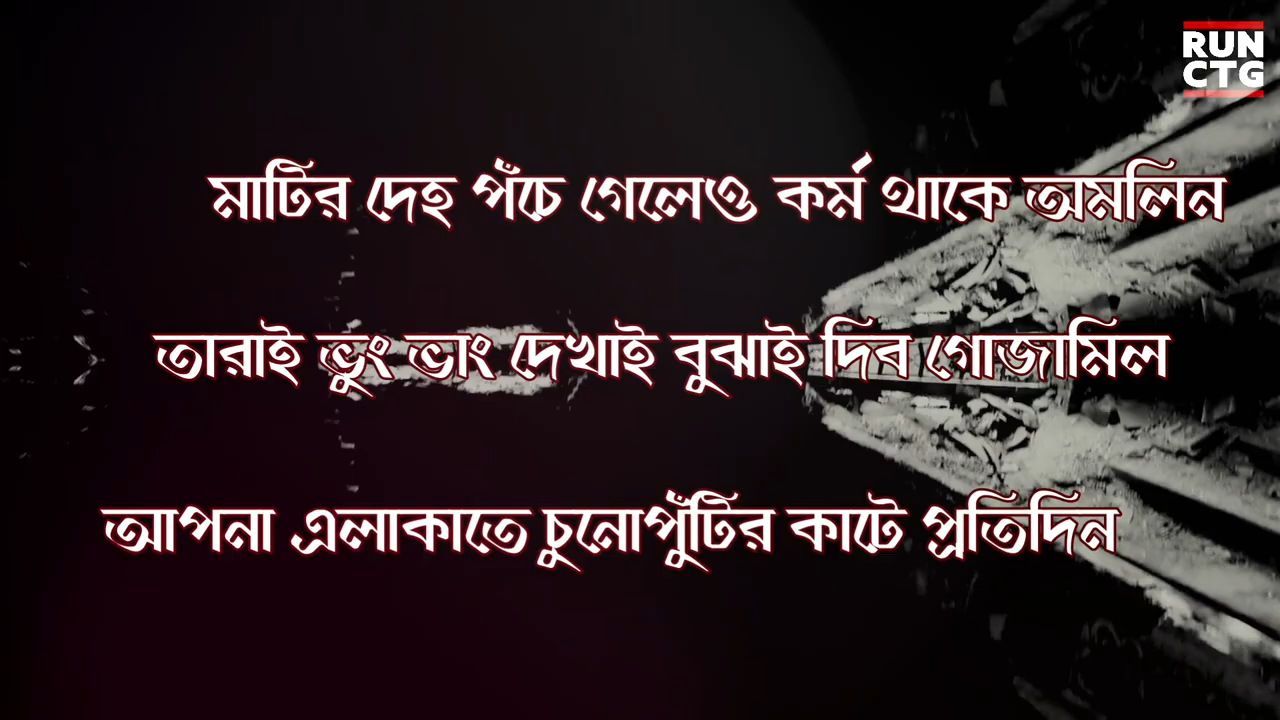 RUN
CTG
মাটির দেহ পঁচে গেলেও কর্ম থাকে অমলিন
তারাই ভুং ভাং দেখাই বুঝাই দিব গোজামিল
আপনা এলাকাতে চুনোপুঁটির কাটে প্রতিদিন